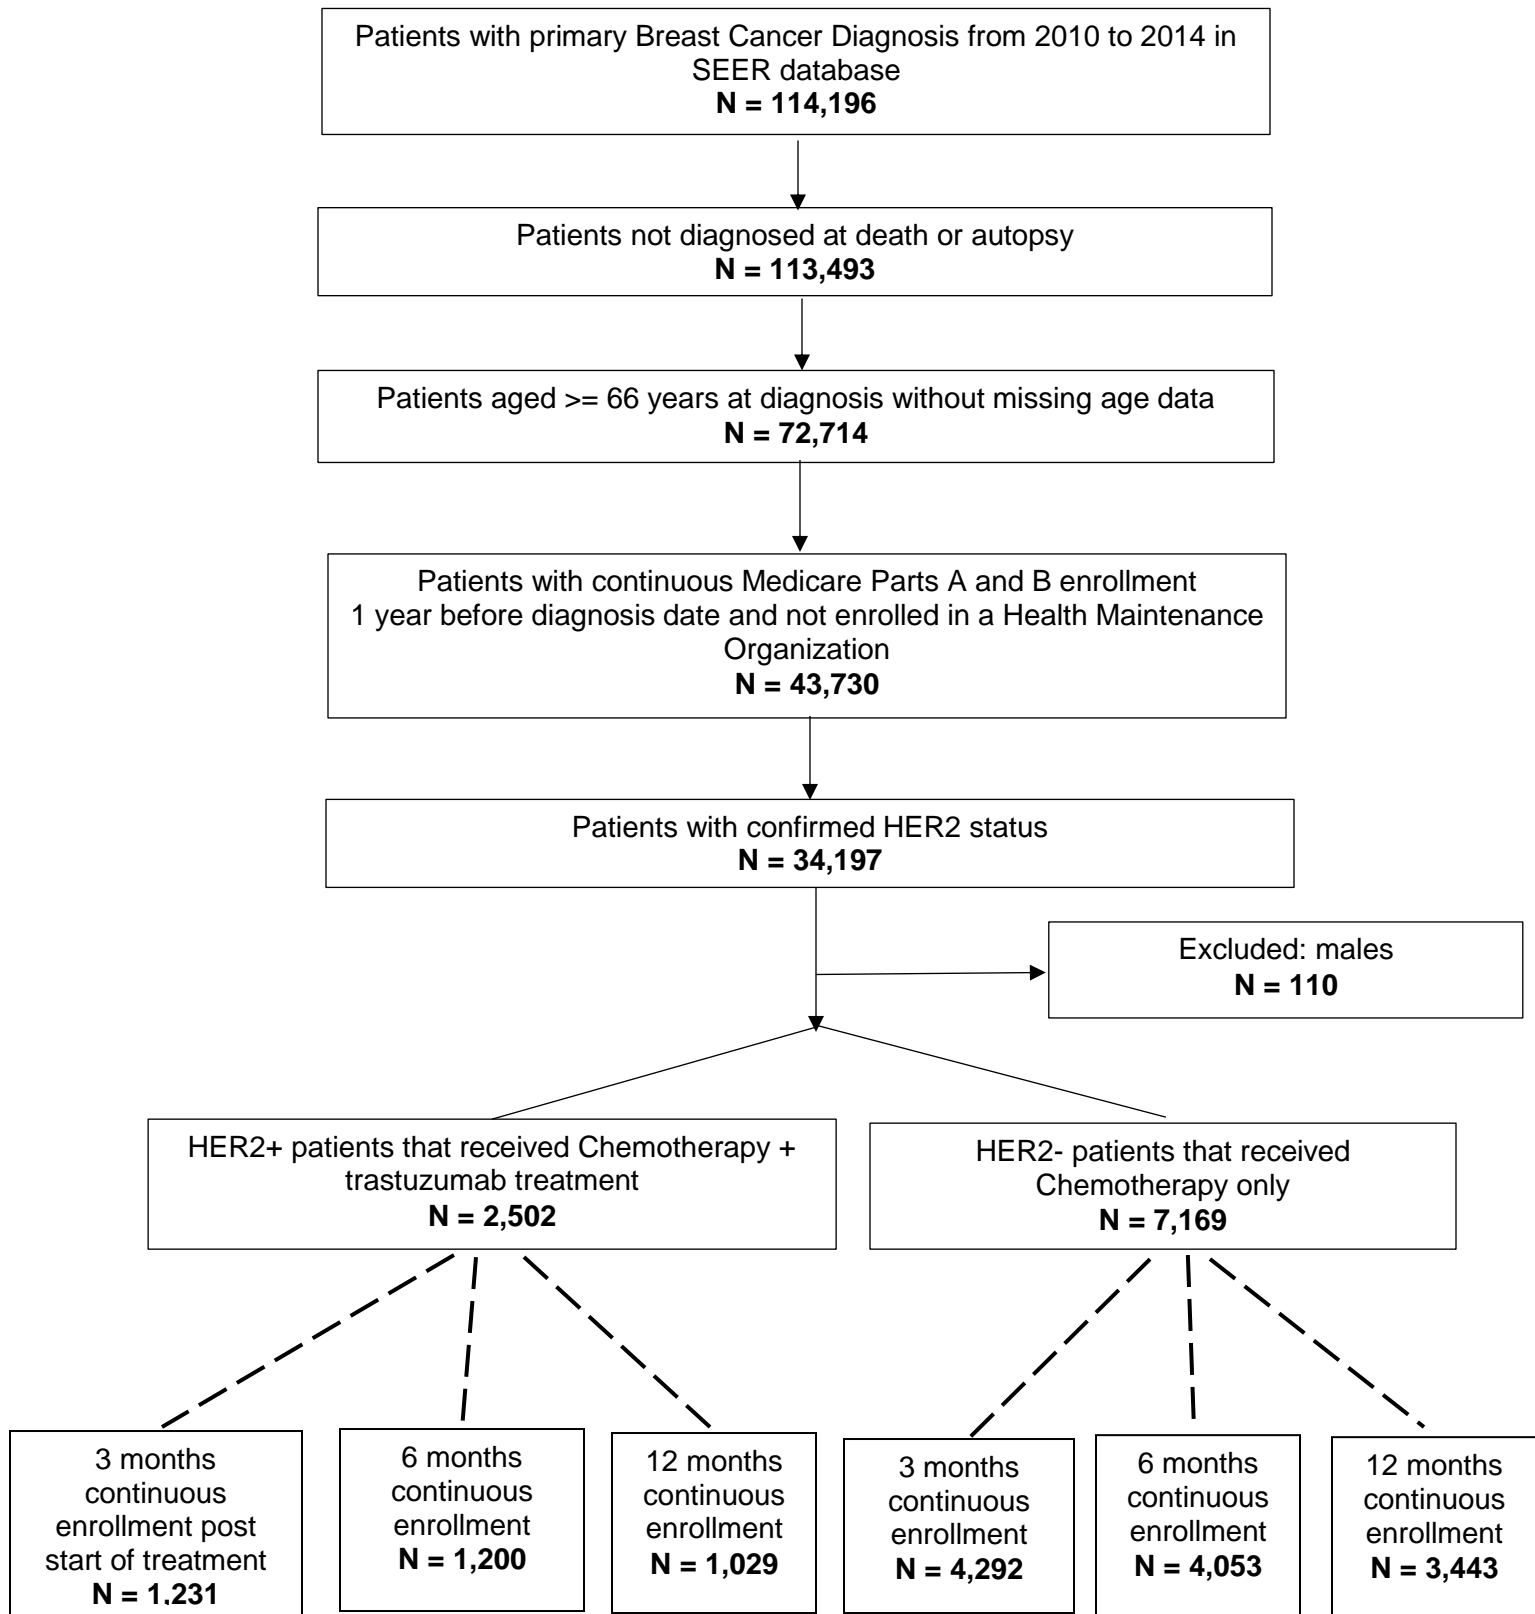 Patients with primary Breast Cancer Diagnosis from 2010 to 2014 in
SEER database
N = 114,196
Patients not diagnosed at death or autopsy
N = 113,493
Patients aged >= 66 years at diagnosis without missing age data
N = 72,714
Patients with continuous Medicare Parts A and B enrollment
1 year before diagnosis date and not enrolled in a Health Maintenance
Organization
N = 43,730
Patients with confirmed HER2 status
N = 34,197
Excluded: males
N = 110
HER2+ patients that received Chemotherapy +
trastuzumab treatment
N = 2,502
HER2- patients that received
Chemotherapy only
N = 7,169
3 months
continuous
enrollment post
start of treatment
N = 1,231
6 months
continuous
enrollment
N = 1,200
12 months
continuous
enrollment
N = 1,029
3 months
continuous
enrollment
N = 4,292
6 months
continuous
enrollment
N = 4,053
12 months
continuous
enrollment
N = 3,443